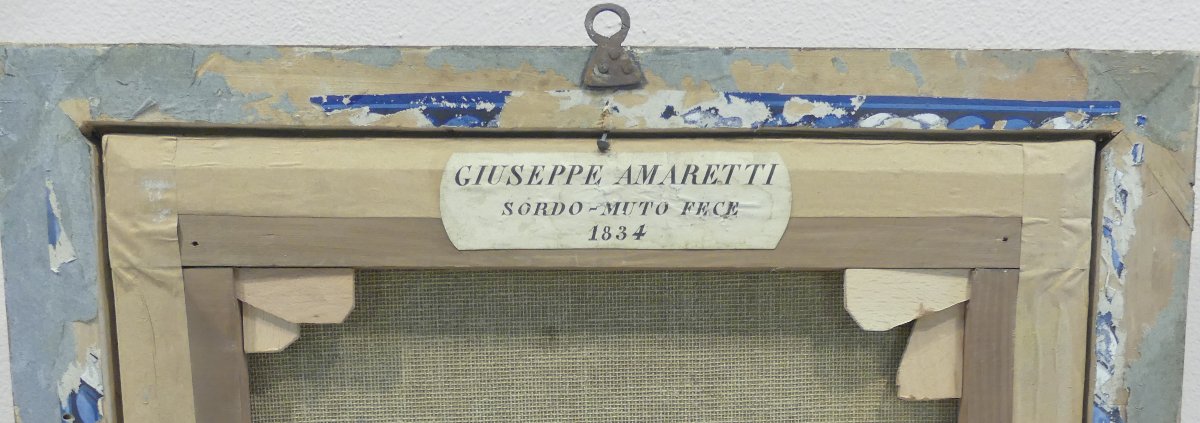 GIUSEPPE AMARETTI
SORDO-MUTO FECE
1834